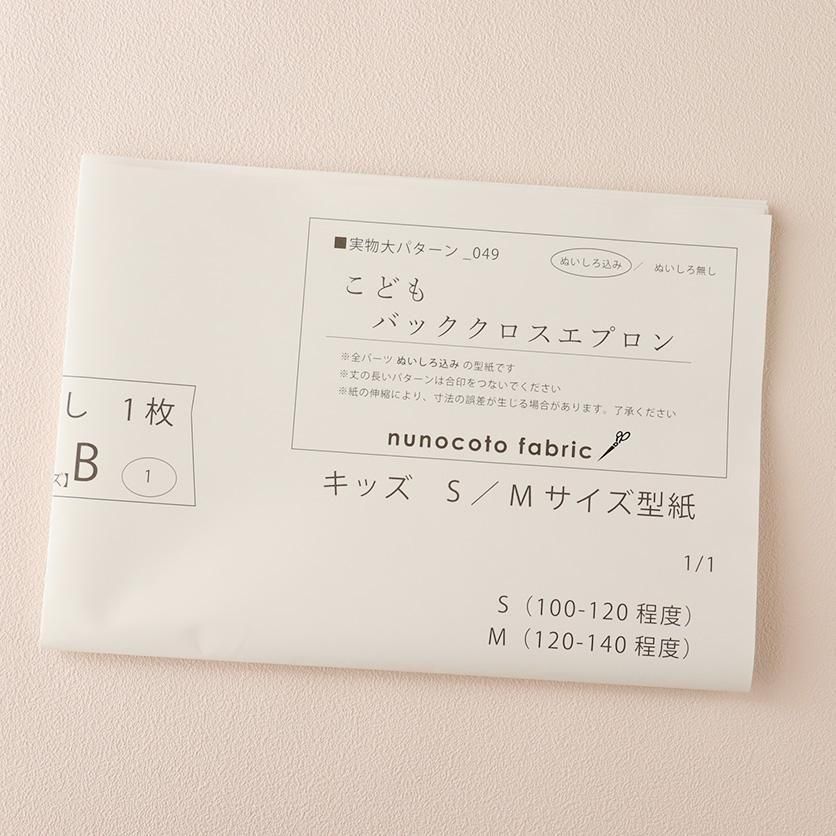 ■実物大パターン_049
ぬいしろ込み／ ぬいしろ無し
こども
バッククロスエプロン
※全パーツ ぬいしろ込み の型紙です
※丈の長いパターンは合印をつないでください
※紙の伸縮により、寸法の誤差が生じる場合があります。了承ください
nunocoto fabric
し 1枚
ズ】B 1
キッズ S／Mサイズ型紙
1/1
S（100-120 程度）
M（120-140 程度）